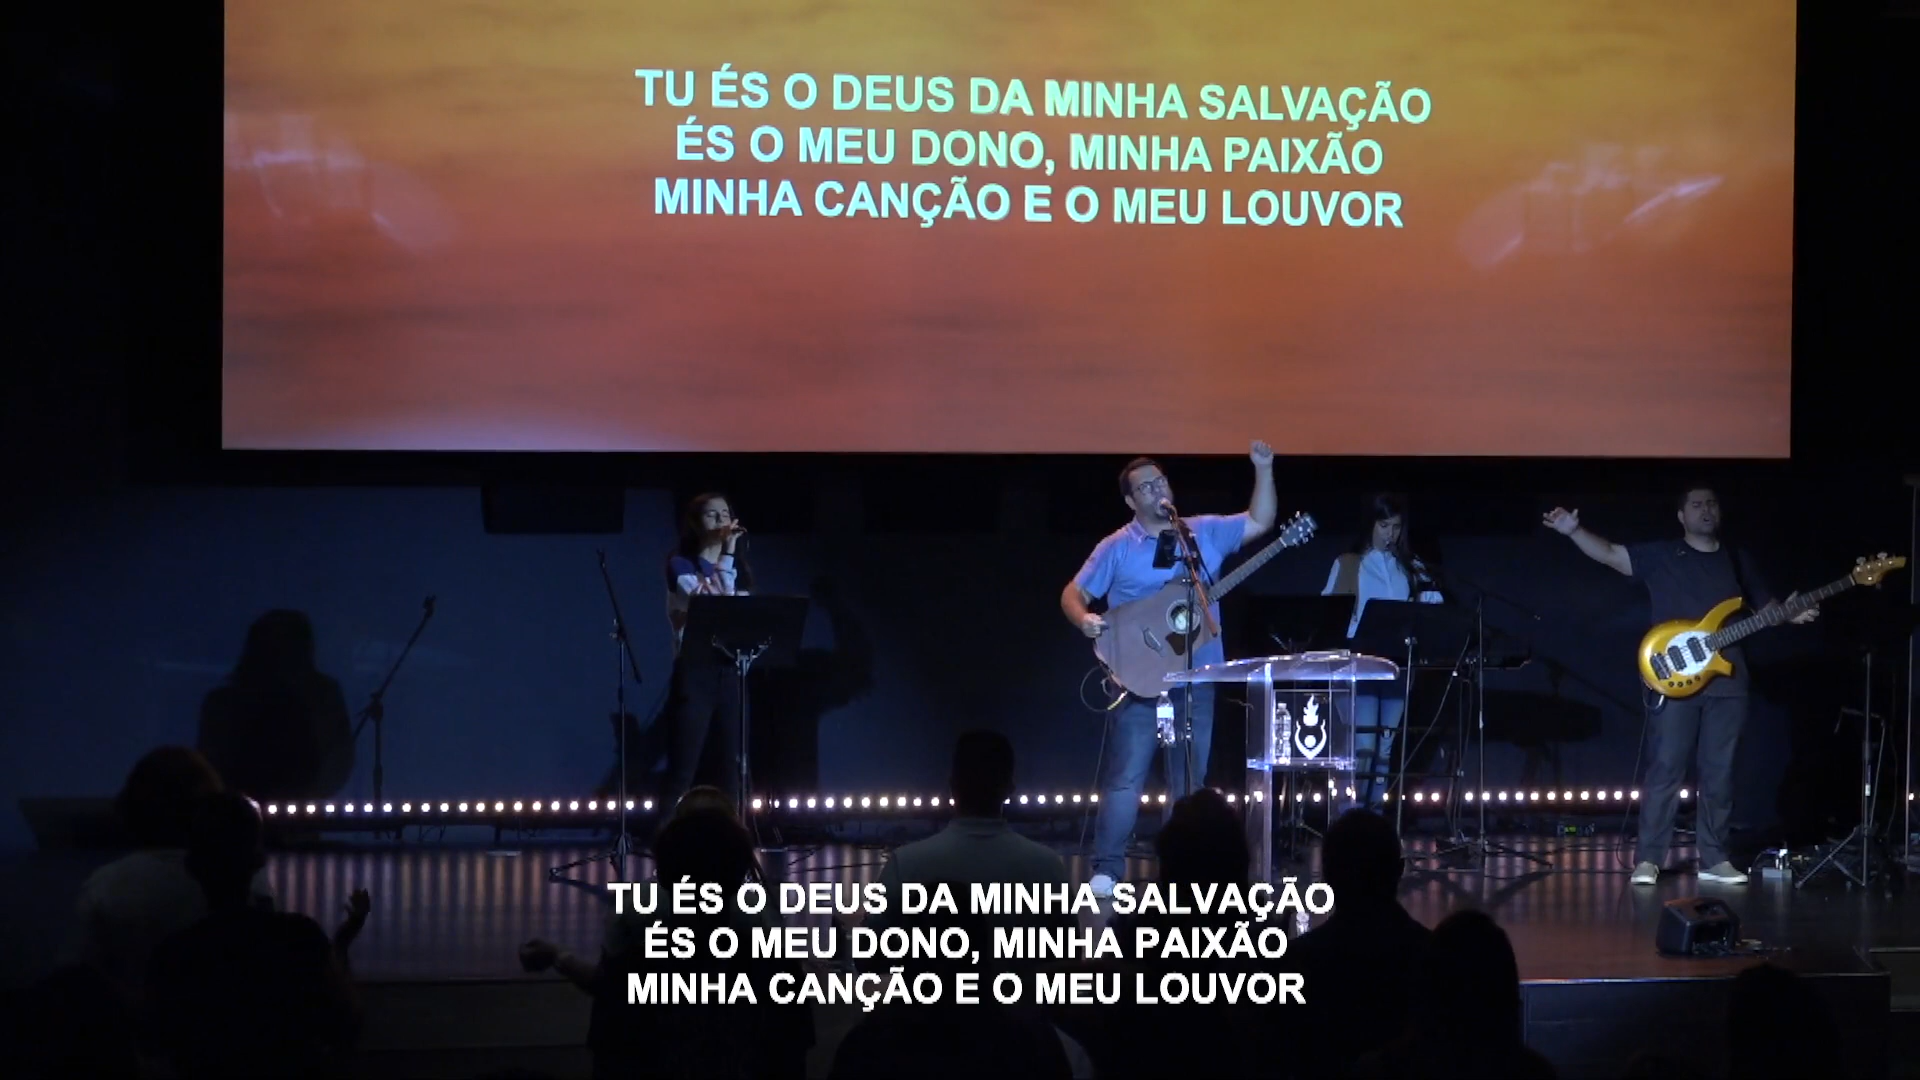 TU ÉS O DEUS DA MINHA SALVAÇÃO
ÉS O MEU DONO, MINHA PAIXÃO
MINHA CANÇÃO E O MEU LOUVOR
TU ÉS O DEUS DA MINHA SALVAÇÃO
ÉS O MEU DONO, MINHA PAIXÃO
MINHA CANÇÃO E O MEU LOUVOR